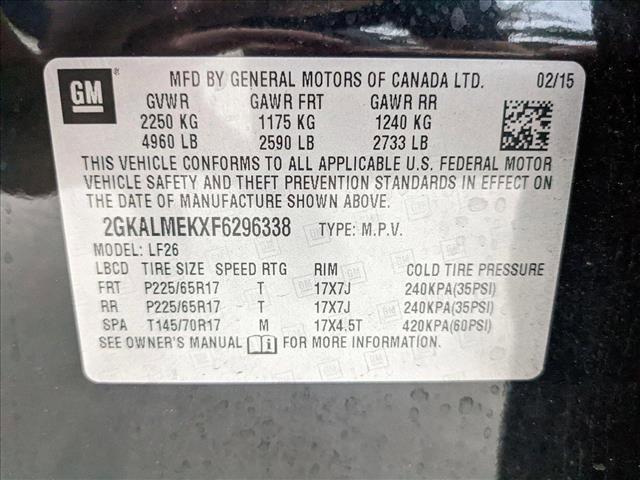 GM ® MFD BY GENERAL MOTORS OF CANADA LTD. 02/15
GVWR GAWR FRT GAWR RR
2250 KG 1175 KG 1240 KG
4960 LB 2590 LB 2733 LB
THIS VEHICLE CONFORMS TO ALL APPLICABLE U.S. FEDERAL MOTOR
VEHICLE SAFETY AND THEFT PREVENTION STANDARDS IN EFFECT ON
THE DATE OF MANUFACTURE SHOWN ABOVE.
2GKALMEKXF6296338 TYPE: M.P.V.
MODEL: LF26
LBCD TIRE SIZE SPEED RTG RIM COLD TIRE PRESSURE
FRT P225/65R17 T 17X7J 240KPA(35PSI)
RR P225/65R17 T 17X7J 240KPA(35PSI)
SPA T145/70R17 M 17X4.5T 420KPA(60PSI)
SEE OWNER'S MANUAL FOR MORE INFORMATION.